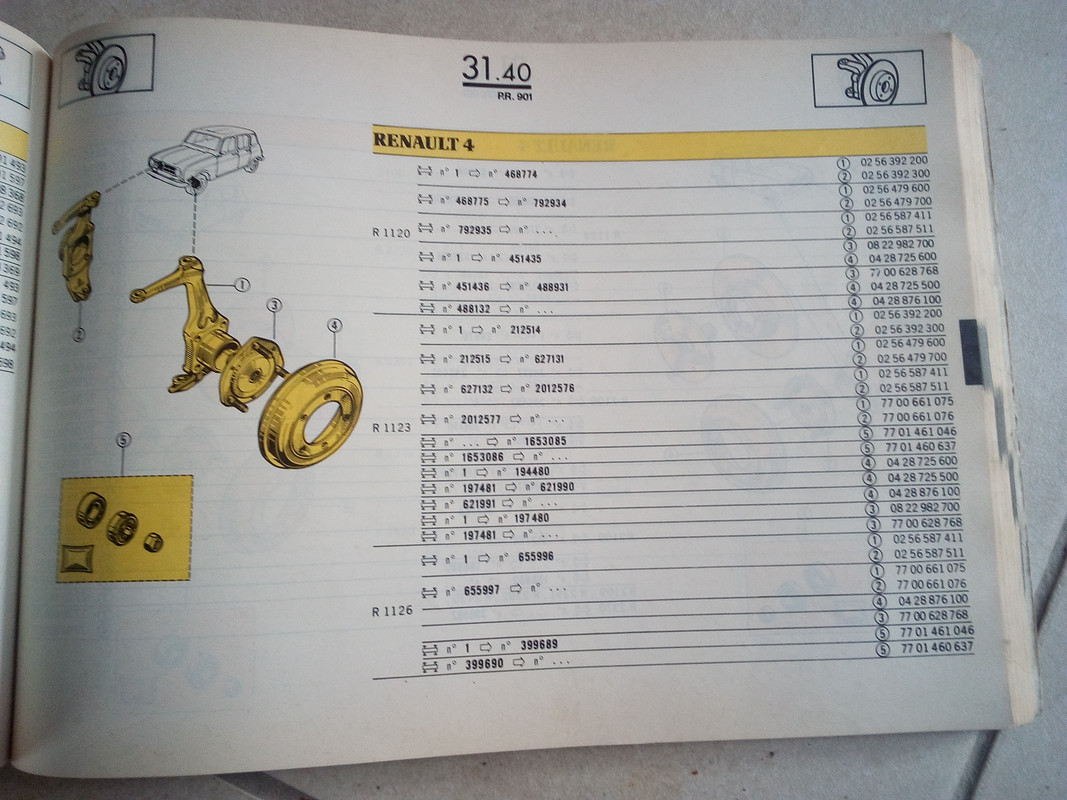 31.40
P.R. 901
RENAULT 4
n° 1 ⇨ n° 468774 ① 02 56 392 200
② 02 56 392 300
n° 468775 ⇨ n° 792934 ① 02 56 479 600
② 02 56 479 700
R 1120 n° 792935 ⇨ n° ... ① 02 56 587 411
② 02 56 587 511
n° 1 ⇨ n° 451435 ③ 08 22 982 700
④ 04 28 725 600
n° 451436 ⇨ n° 488931 ③ 77 00 628 768
④ 04 28 725 500
n° 488132 ⇨ n° ... ④ 04 28 876 100
n° 1 ⇨ n° 212514 ① 02 56 392 200
② 02 56 392 300
n° 212515 ⇨ n° 627131 ① 02 56 479 600
② 02 56 479 700
n° 627132 ⇨ n° 2012576 ① 02 56 587 411
② 02 56 587 511
R 1123 n° 2012577 ⇨ n° ... ① 77 00 661 075
② 77 00 661 076
n° ... ⇨ n° 1653085 ⑤ 77 01 461 046
n° 1653086 ⇨ n° ... ⑤ 77 01 460 637
n° 1 ⇨ n° 194480 ④ 04 28 725 600
n° 197481 ⇨ n° 621990 ④ 04 28 725 500
n° 621991 ⇨ n° ... ④ 04 28 876 100
n° 1 ⇨ n° 197480 ③ 08 22 982 700
n° 197481 ⇨ n° ... ③ 77 00 628 768
n° 1 ⇨ n° 655996 ① 02 56 587 411
② 02 56 587 511
n° 655997 ⇨ n° ... ① 77 00 661 075
② 77 00 661 076
R 1126 ④ 04 28 876 100
③ 77 00 628 768
n° 1 ⇨ n° 399689 ⑤ 77 01 461 046
n° 399690 ⇨ n° ... ⑤ 77 01 460 637
①
③
④
②
⑤